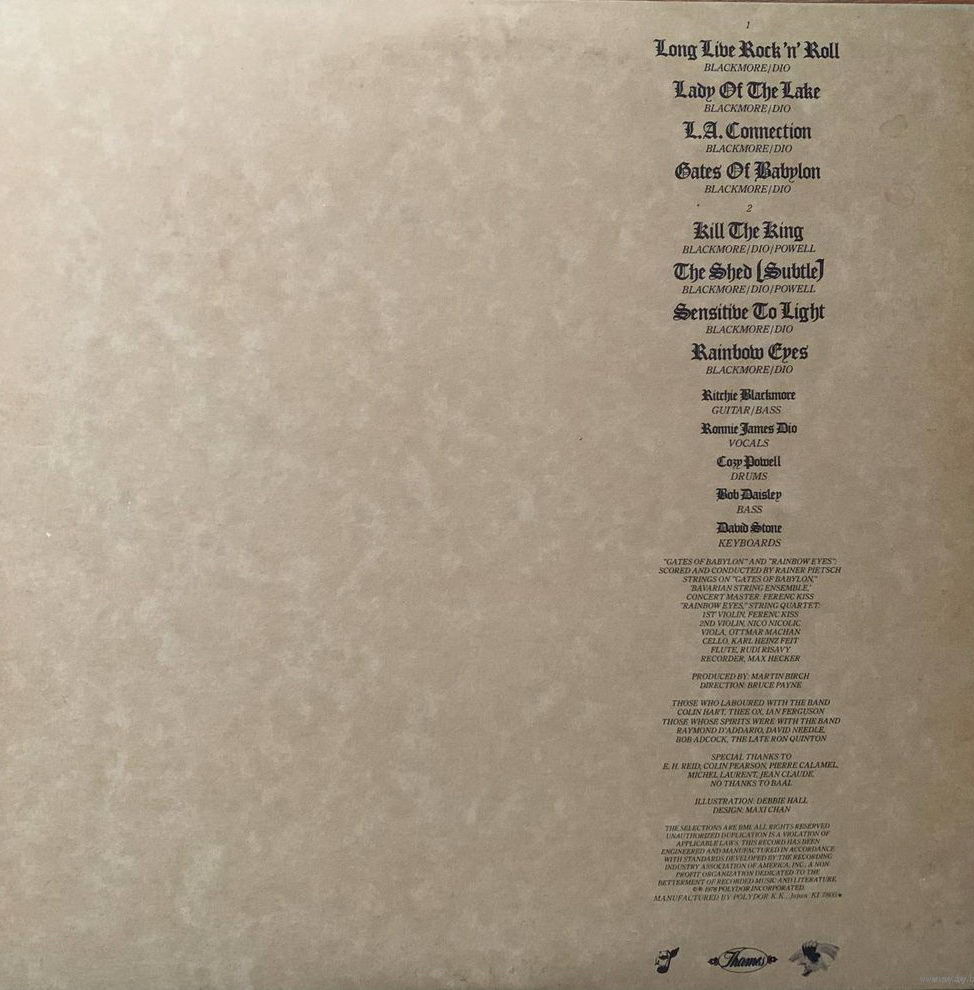 1
Long Live Rock 'n' Roll
BLACKMORE/DIO
Lady Of The Lake
BLACKMORE/DIO
L.A. Connection
BLACKMORE/DIO
Gates Of Babylon
BLACKMORE/DIO
2
Kill The King
BLACKMORE/DIO/POWELL
The Shed [Subtle]
BLACKMORE/DIO/POWELL
Sensitive To Light
BLACKMORE/DIO
Rainbow Eyes
BLACKMORE/DIO
Ritchie Blackmore
GUITAR/BASS
Ronnie James Dio
VOCALS
Cozy Powell
DRUMS
Bob Daisley
BASS
David Stone
KEYBOARDS
"GATES OF BABYLON" AND "RAINBOW EYES":
SCORED AND CONDUCTED BY RAINER PIETSCH
STRINGS ON "GATES OF BABYLON,"
'BAVARIAN STRING ENSEMBLE,'
CONCERT MASTER: FERENC KISS
"RAINBOW EYES," STRING QUARTET:
1ST VIOLIN, FERENC KISS
2ND VIOLIN, NICO NICOLIC
VIOLA, OTTMAR MACHAN
CELLO, KARL HEINZ FEIT
FLUTE, RUDI RISAVY
RECORDER, MAX HECKER
PRODUCED BY: MARTIN BIRCH
DIRECTION: BRUCE PAYNE
THOSE WHO LABOURED WITH THE BAND
COLIN HART, THEE OX, IAN FERGUSON
THOSE WHOSE SPIRITS WERE WITH THE BAND
RAYMOND D'ADDARIO, DAVID NEEDLE,
BOB ADCOCK, THE LATE RON QUINTON
SPECIAL THANKS TO
E. H. REID, COLIN PEARSON, PIERRE CALAMEL,
MICHEL LAURENT, JEAN CLAUDE,
NO THANKS TO BAAL
ILLUSTRATION: DEBBIE HALL
DESIGN: MAXI CHAN
THE SELECTIONS ARE BMI. ALL RIGHTS RESERVED
UNAUTHORIZED DUPLICATION IS A VIOLATION OF
APPLICABLE LAWS. THIS RECORD HAS BEEN
ENGINEERED AND MANUFACTURED IN ACCORDANCE
WITH STANDARDS DEVELOPED BY THE RECORDING
INDUSTRY ASSOCIATION OF AMERICA, INC., A NON-
PROFIT ORGANIZATION DEDICATED TO THE
BETTERMENT OF RECORDED MUSIC AND LITERATURE.
©℗ 1978 POLYDOR INCORPORATED.
MANUFACTURED BY POLYDOR K.K., Japan
Thames